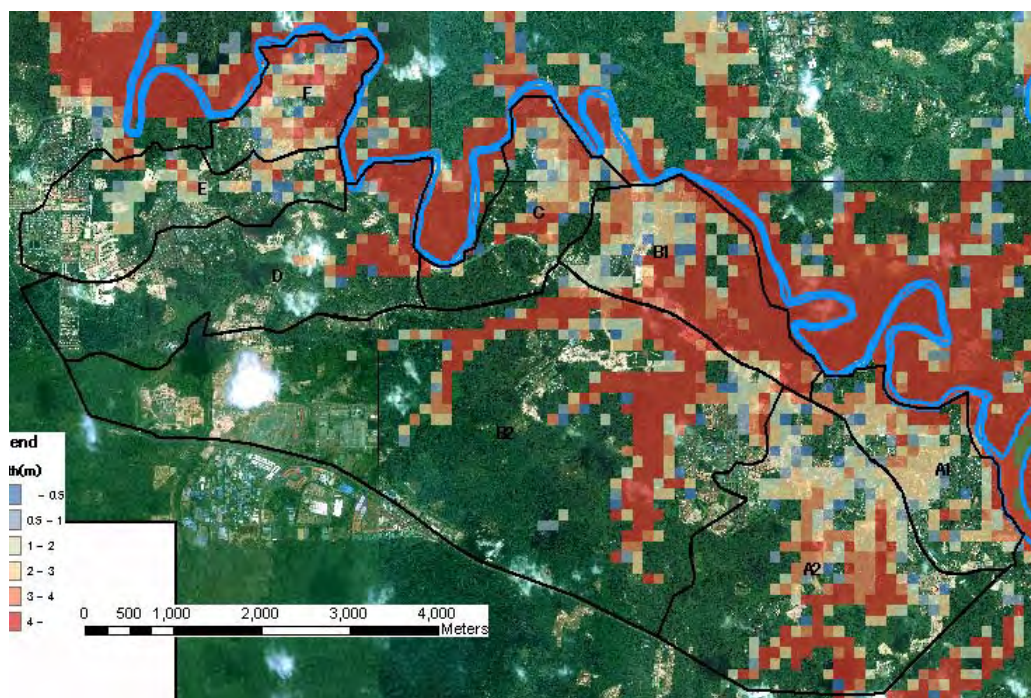 F
E
C
B1
D
B2
A1
A2
end
th(m)
- 0.5
0.5 - 1
1 - 2
2 - 3
3 - 4
4 -
0 500 1,000 2,000 3,000 4,000
Meters